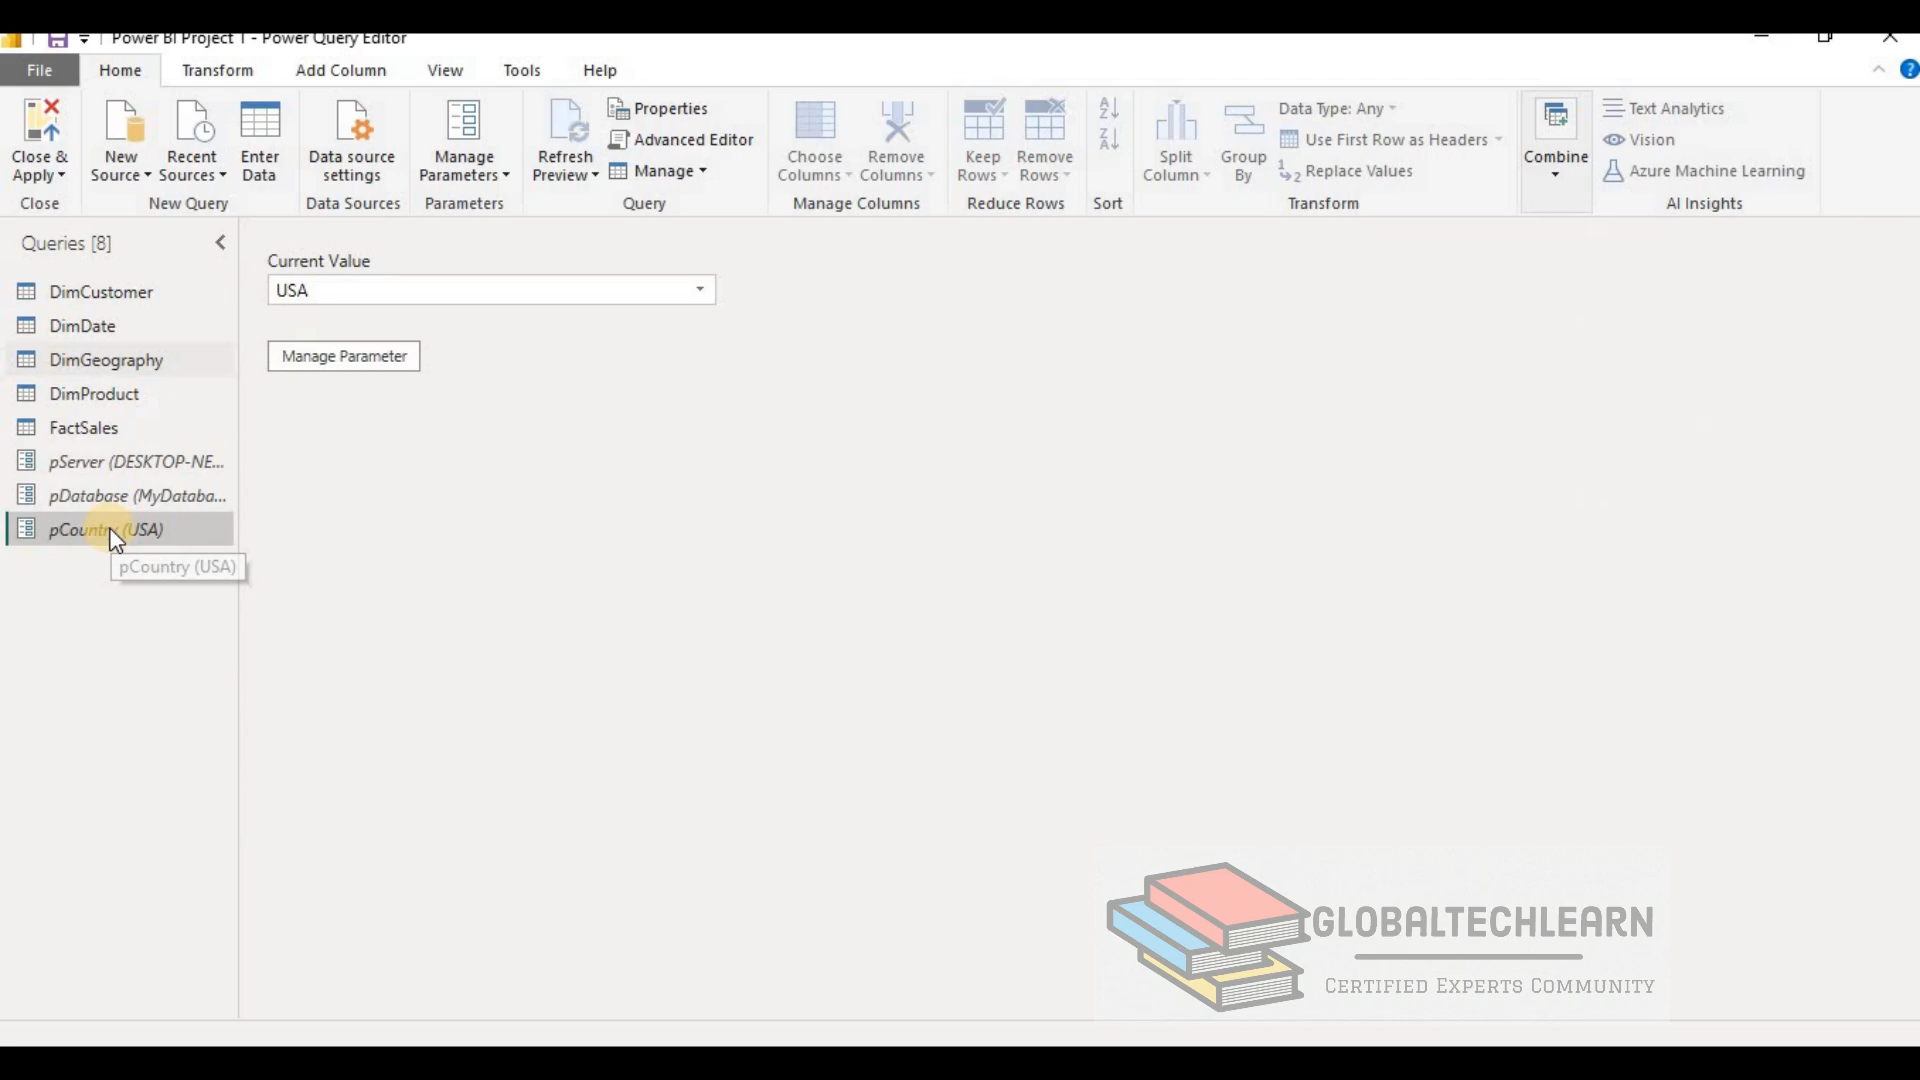 Power BI Project 1 - Power Query Editor
File Home Transform Add Column View Tools Help
Close & Apply
New Source
Recent Sources
Enter Data
Data source settings
Manage Parameters
Refresh Preview
Properties
Advanced Editor
Manage
Choose Columns
Remove Columns
Keep Rows
Remove Rows
A Z
Z A
Split Column
Group By
Data Type: Any
Use First Row as Headers
1 2 Replace Values
Combine
Text Analytics
Vision
Azure Machine Learning
?
Close New Query Data Sources Parameters Query Manage Columns Reduce Rows Sort Transform AI Insights
Queries [8]
DimCustomer
DimDate
DimGeography
DimProduct
FactSales
pServer (DESKTOP-NE...
pDatabase (MyDataba...
pCountry (USA)
pCountry (USA)
Current Value
USA
Manage Parameter
GLOBALTECHLEARN
CERTIFIED EXPERTS COMMUNITY